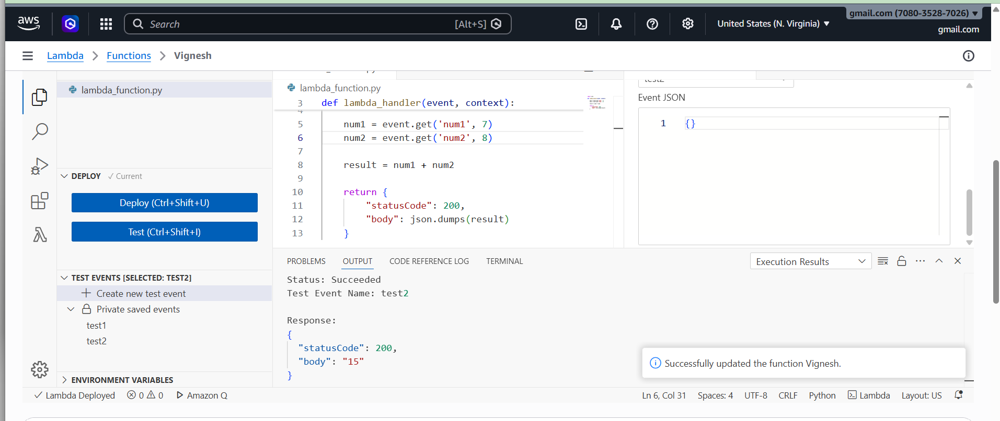 aws
Search
[Alt+S]
United States (N. Virginia)
gmail.com (7080-3528-7026)
gmail.com
Lambda
Functions
Vignesh
lambda_function.py
DEPLOY
Current
Deploy (Ctrl+Shift+U)
Test (Ctrl+Shift+I)
TEST EVENTS [SELECTED: TEST2]
Create new test event
Private saved events
test1
test2
ENVIRONMENT VARIABLES
lambda_function.py
3 def lambda_handler(event, context):
4
5 num1 = event.get('num1', 7)
6 num2 = event.get('num2', 8)
7
8 result = num1 + num2
9
10 return {
11 "statusCode": 200,
12 "body": json.dumps(result)
13 }
test2
Event JSON
1 {}
PROBLEMS OUTPUT CODE REFERENCE LOG TERMINAL
Execution Results
Status: Succeeded
Test Event Name: test2
Response:
{
"statusCode": 200,
"body": "15"
}
Successfully updated the function Vignesh.
Lambda Deployed 0 0 Amazon Q
Ln 6, Col 31 Spaces: 4 UTF-8 CRLF Python Lambda Layout: US